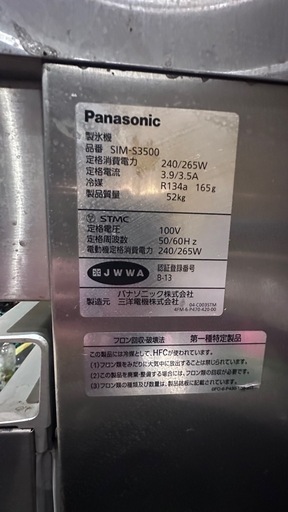 Panasonic
製氷機
品番 SIM-S3500
定格消費電力 240/265W
定格電流 3.9/3.5A
冷媒 R134a 165g
製品質量 52kg
STMC
定格電圧 100V
定格周波数 50/60Hz
電動機定格消費電力 240/265W
JWWA 認証登録番号
B-13
パナソニック株式会社
製造元 三洋電機株式会社
フロン回収・破壊法 第一種特定製品
この製品には冷媒として、HFCが使われています。
(1)フロン類をみだりに大気中に放出することは禁じられています。
(2)この製品を廃棄・整備する場合には、フロン類の回収が必要です。
(3)フロン類の種類及び数量は、製品銘板に記載されています。